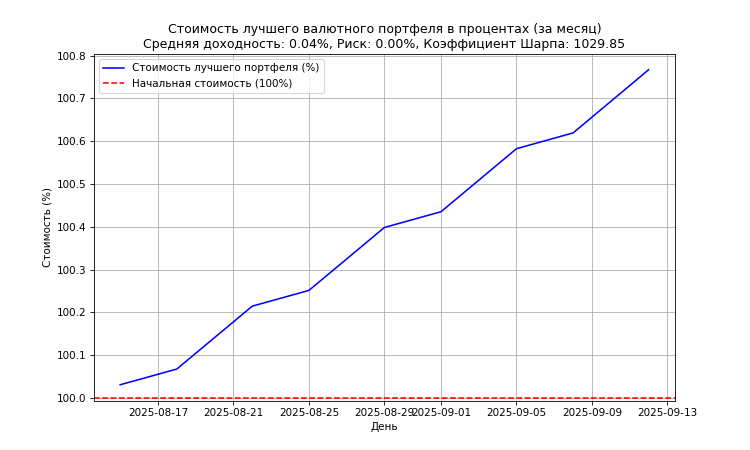 Стоимость лучшего валютного портфеля в процентах (за месяц)
Средняя доходность: 0.04%, Риск: 0.00%, Коэффициент Шарпа: 1029.85
Стоимость лучшего портфеля (%)
Начальная стоимость (100%)
Стоимость (%)
100.8
100.7
100.6
100.5
100.4
100.3
100.2
100.1
100.0
2025-08-17
2025-08-21
2025-08-25
2025-08-29
2025-09-01
2025-09-05
2025-09-09
2025-09-13
День